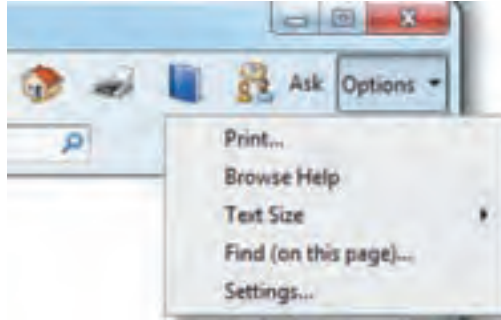 Ask Options
Print...
Browse Help
Text Size
Find (on this page)...
Settings...